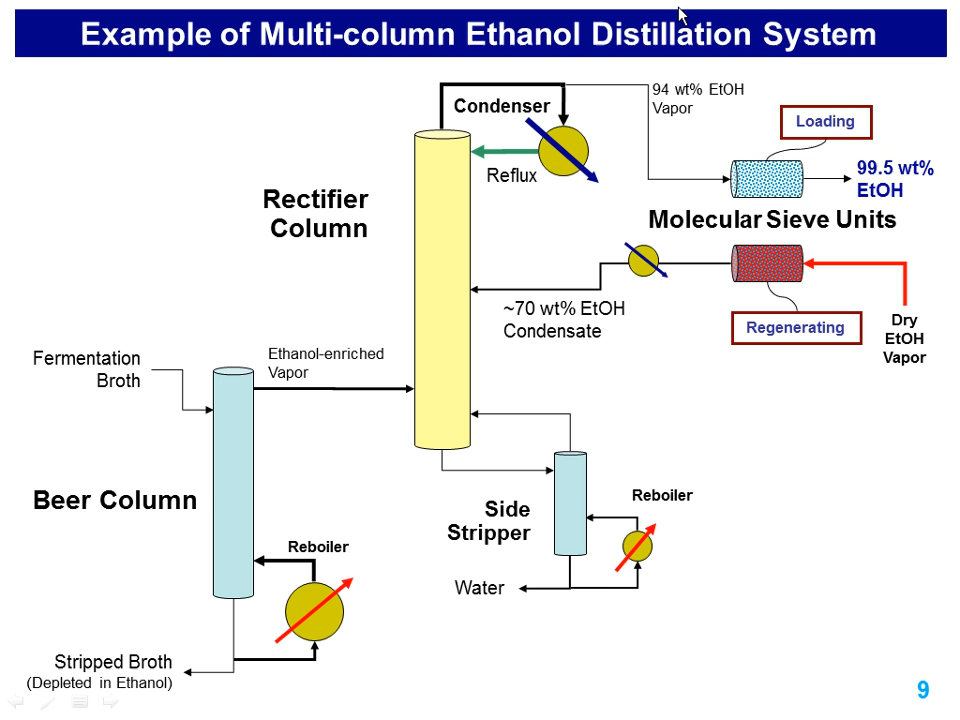 Example of Multi-column Ethanol Distillation System
94 wt% EtOH
Vapor
Condenser
Loading
99.5 wt%
EtOH
Reflux
Rectifier
Column
Molecular Sieve Units
~70 wt% EtOH
Condensate
Regenerating
Dry
EtOH
Vapor
Fermentation
Broth
Ethanol-enriched
Vapor
Beer Column
Side
Stripper
Reboiler
Reboiler
Water
Stripped Broth
(Depleted in Ethanol)
9